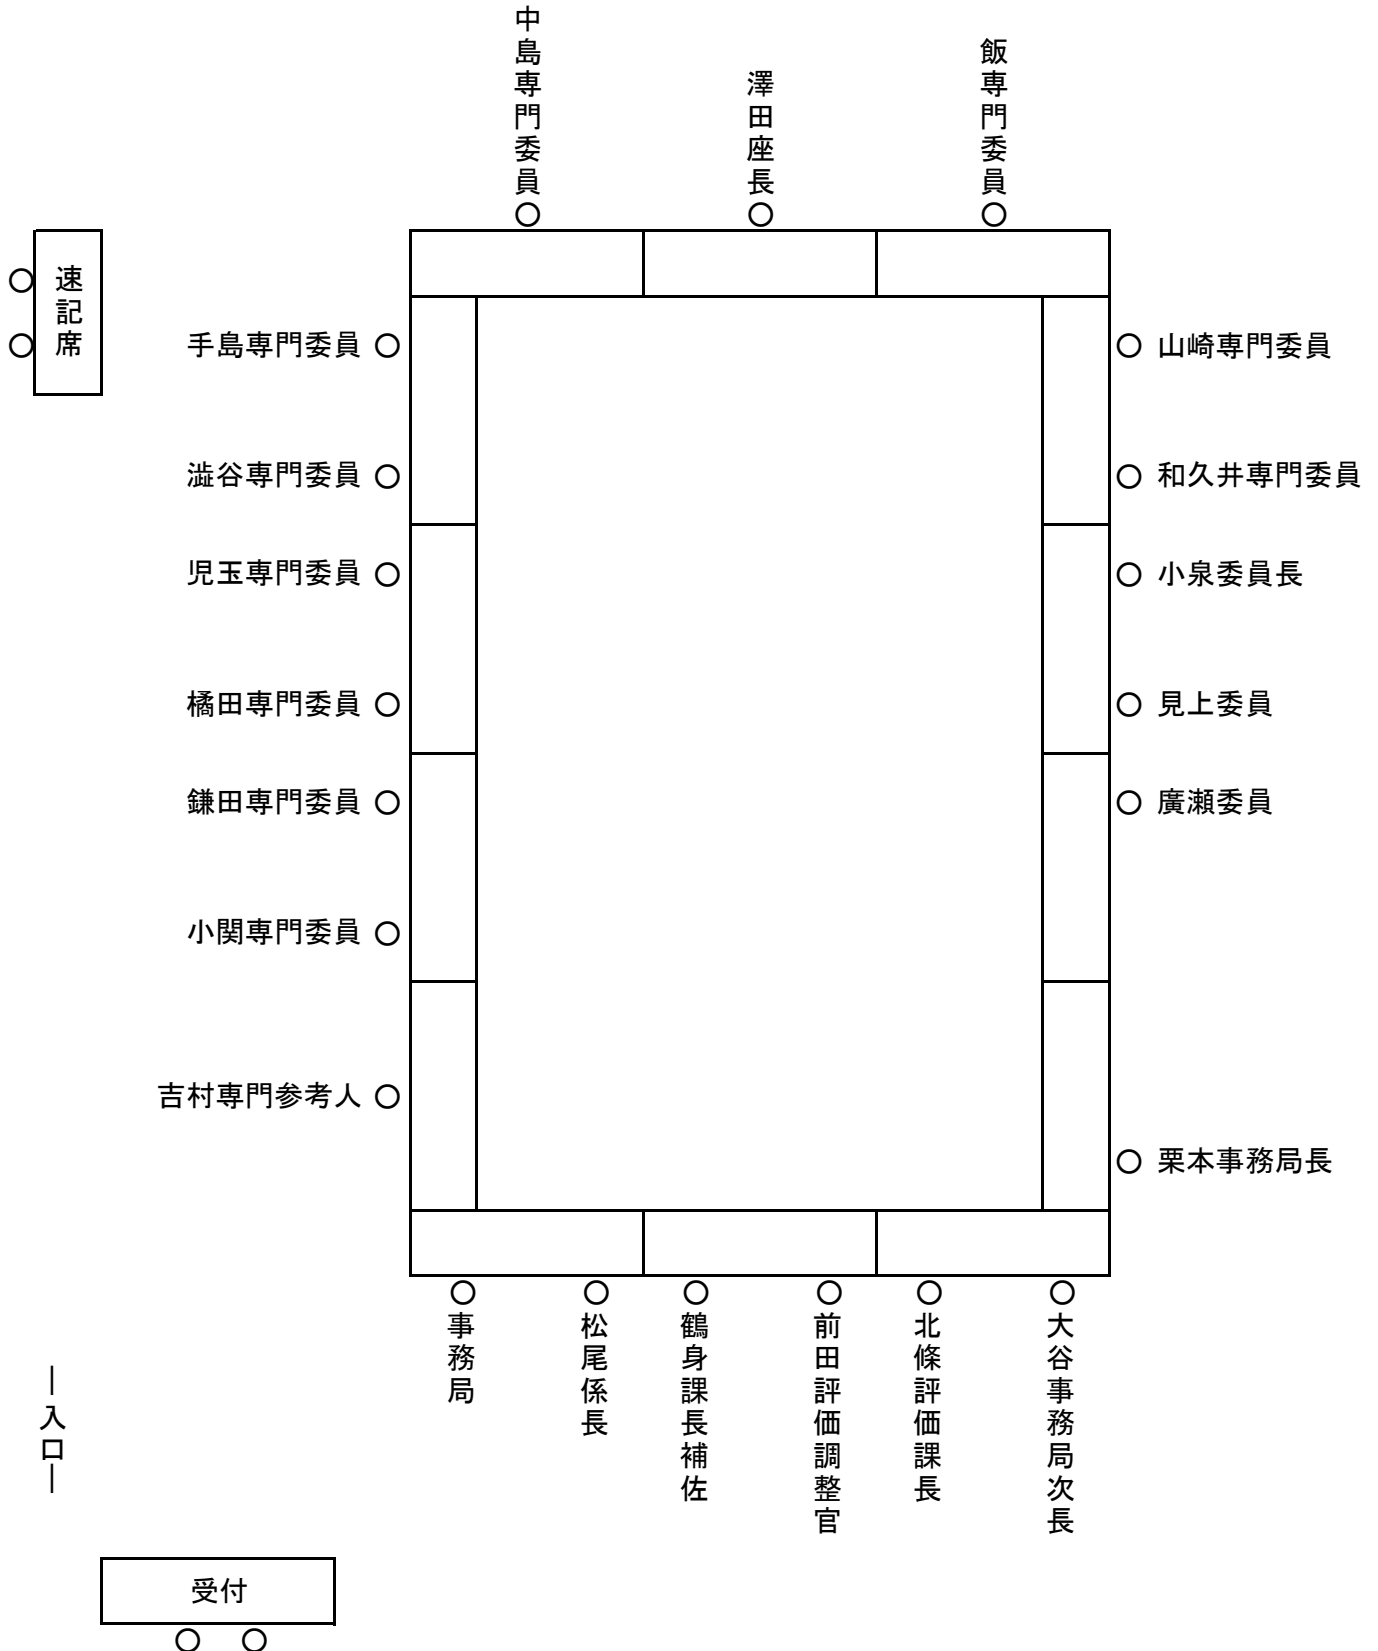 中島専門委員
澤田座長
飯専門委員
速記席
手島専門委員
山崎専門委員
澁谷専門委員
和久井専門委員
児玉専門委員
小泉委員長
橘田専門委員
見上委員
鎌田専門委員
廣瀬委員
小関専門委員
吉村専門参考人
栗本事務局長
事務局
松尾係長
鶴身課長補佐
前田評価調整官
北條評価課長
大谷事務局次長
―入口―
受付